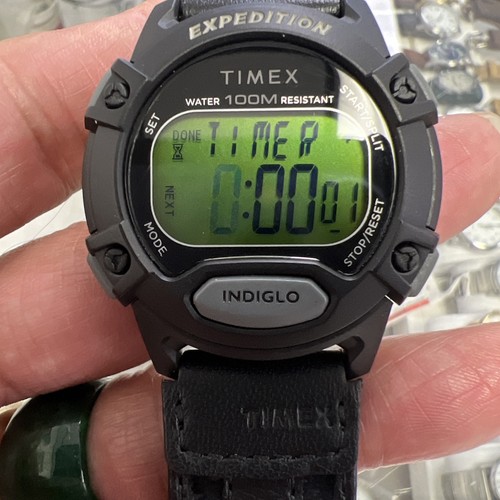 EXPEDITION
TIMEX
WATER 100M RESISTANT
SET
START/SPLIT
DONE TIMER
NEXT
0:00 01
MODE
STOP/RESET
INDIGLO
TIMEX